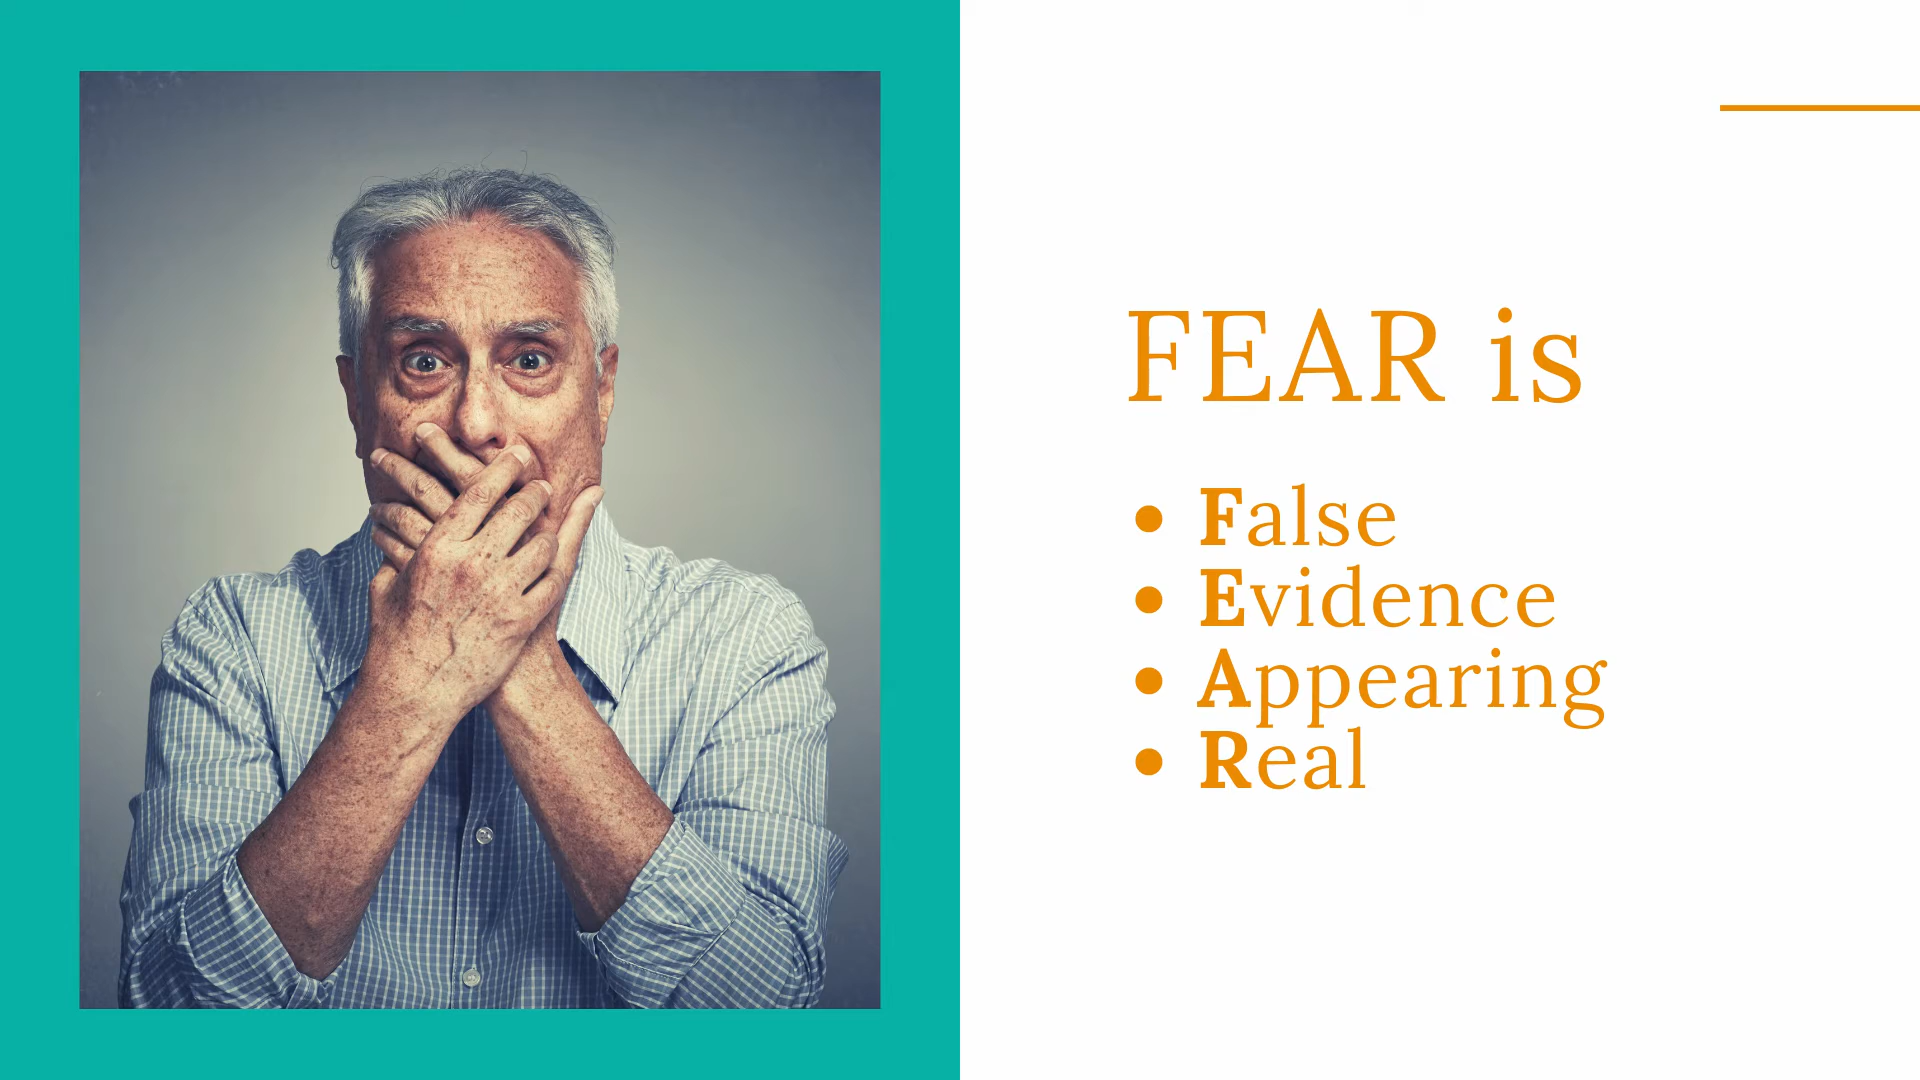 FEAR is
• False
• Evidence
• Appearing
• Real